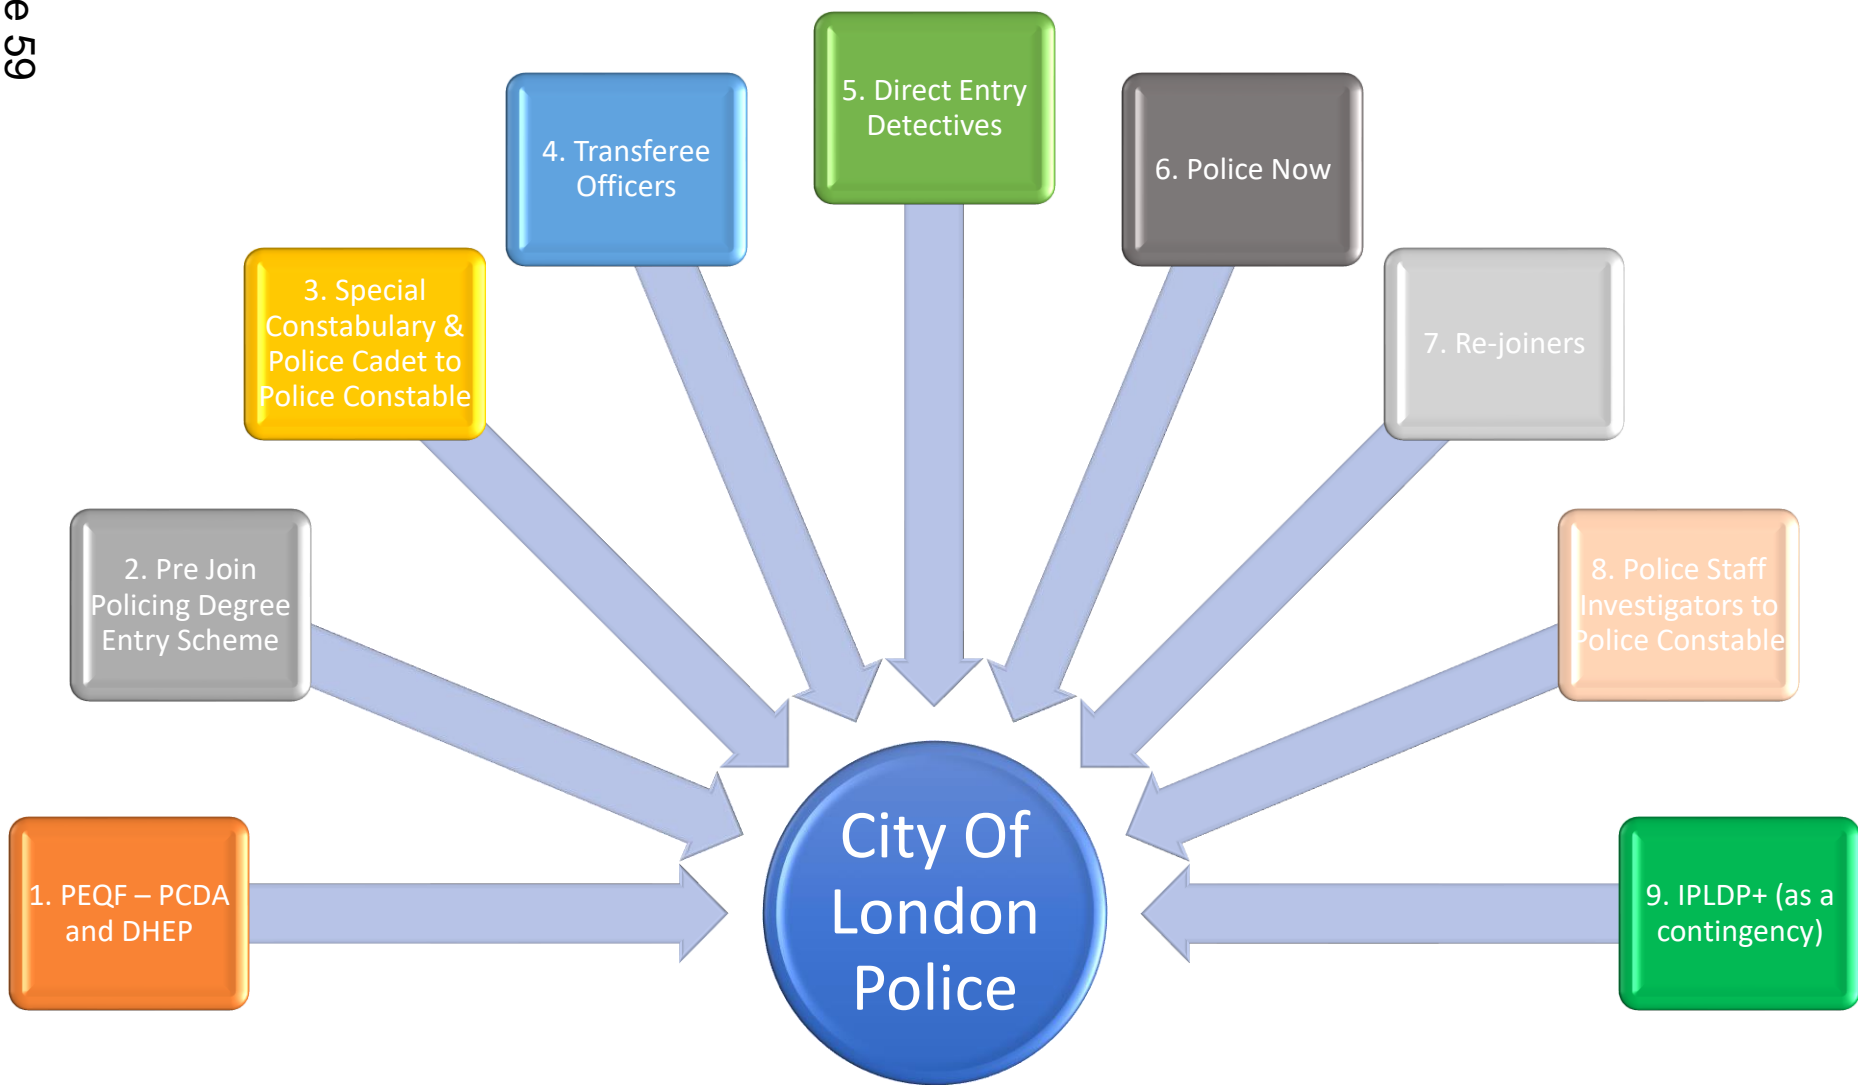 e 59
1. PEQF – PCDA
and DHEP
2. Pre Join
Policing Degree
Entry Scheme
3. Special
Constabulary &
Police Cadet to
Police Constable
4. Transferee
Officers
5. Direct Entry
Detectives
6. Police Now
7. Re-joiners
8. Police Staff
Investigators to
Police Constable
9. IPLDP+ (as a
contingency)
City Of
London
Police